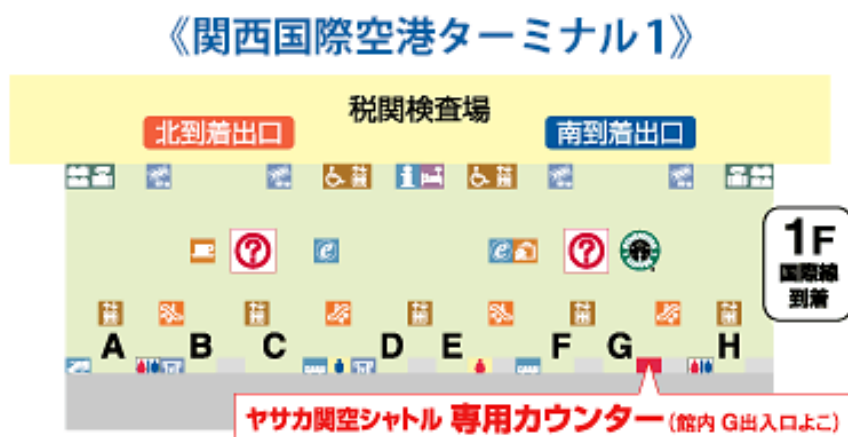 《関西国際空港ターミナル1》
税関検査場
北到着出口
南到着出口
1F
国際線
到着
A B C D E F G H
ヤサカ関空シャトル 専用カウンター(館内 G出入口よこ)